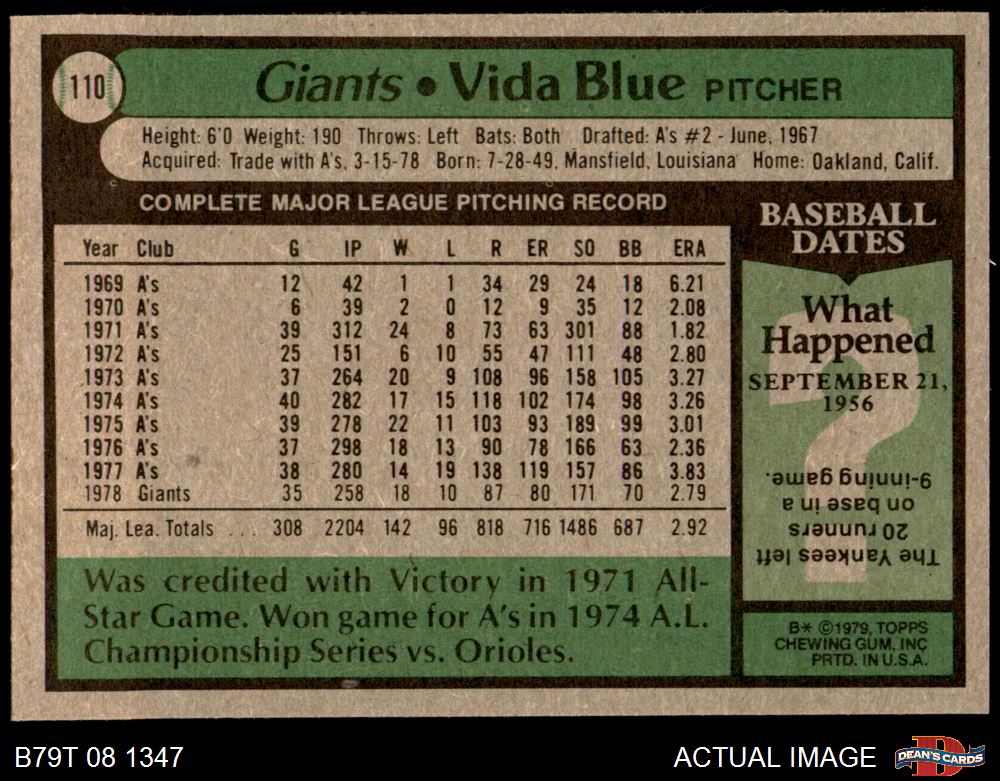 110
Giants • Vida Blue PITCHER
Height: 6'0 Weight: 190 Throws: Left Bats: Both Drafted: A's #2 - June, 1967
Acquired: Trade with A's, 3-15-78 Born: 7-28-49, Mansfield, Louisiana Home: Oakland, Calif.
COMPLETE MAJOR LEAGUE PITCHING RECORD
Year Club G IP W L R ER SO BB ERA
1969 A's 12 42 1 1 34 29 24 18 6.21
1970 A's 6 39 2 0 12 9 35 12 2.08
1971 A's 39 312 24 8 73 63 301 88 1.82
1972 A's 25 151 6 10 55 47 111 48 2.80
1973 A's 37 264 20 9 108 96 158 105 3.27
1974 A's 40 282 17 15 118 102 174 98 3.26
1975 A's 39 278 22 11 103 93 189 99 3.01
1976 A's 37 298 18 13 90 78 166 63 2.36
1977 A's 38 280 14 19 138 119 157 86 3.83
1978 Giants 35 258 18 10 87 80 171 70 2.79
Maj. Lea. Totals ... 308 2204 142 96 818 716 1486 687 2.92
Was credited with Victory in 1971 All-
Star Game. Won game for A's in 1974 A.L.
Championship Series vs. Orioles.
BASEBALL
DATES
What
Happened
SEPTEMBER 21,
1956
?
The Yankees left
20 runners
on base in a
9-inning game.
B* ©1979, TOPPS
CHEWING GUM, INC
PRTD. IN U.S.A.
B79T 08 1347
ACTUAL IMAGE
D
DEAN'S CARDS